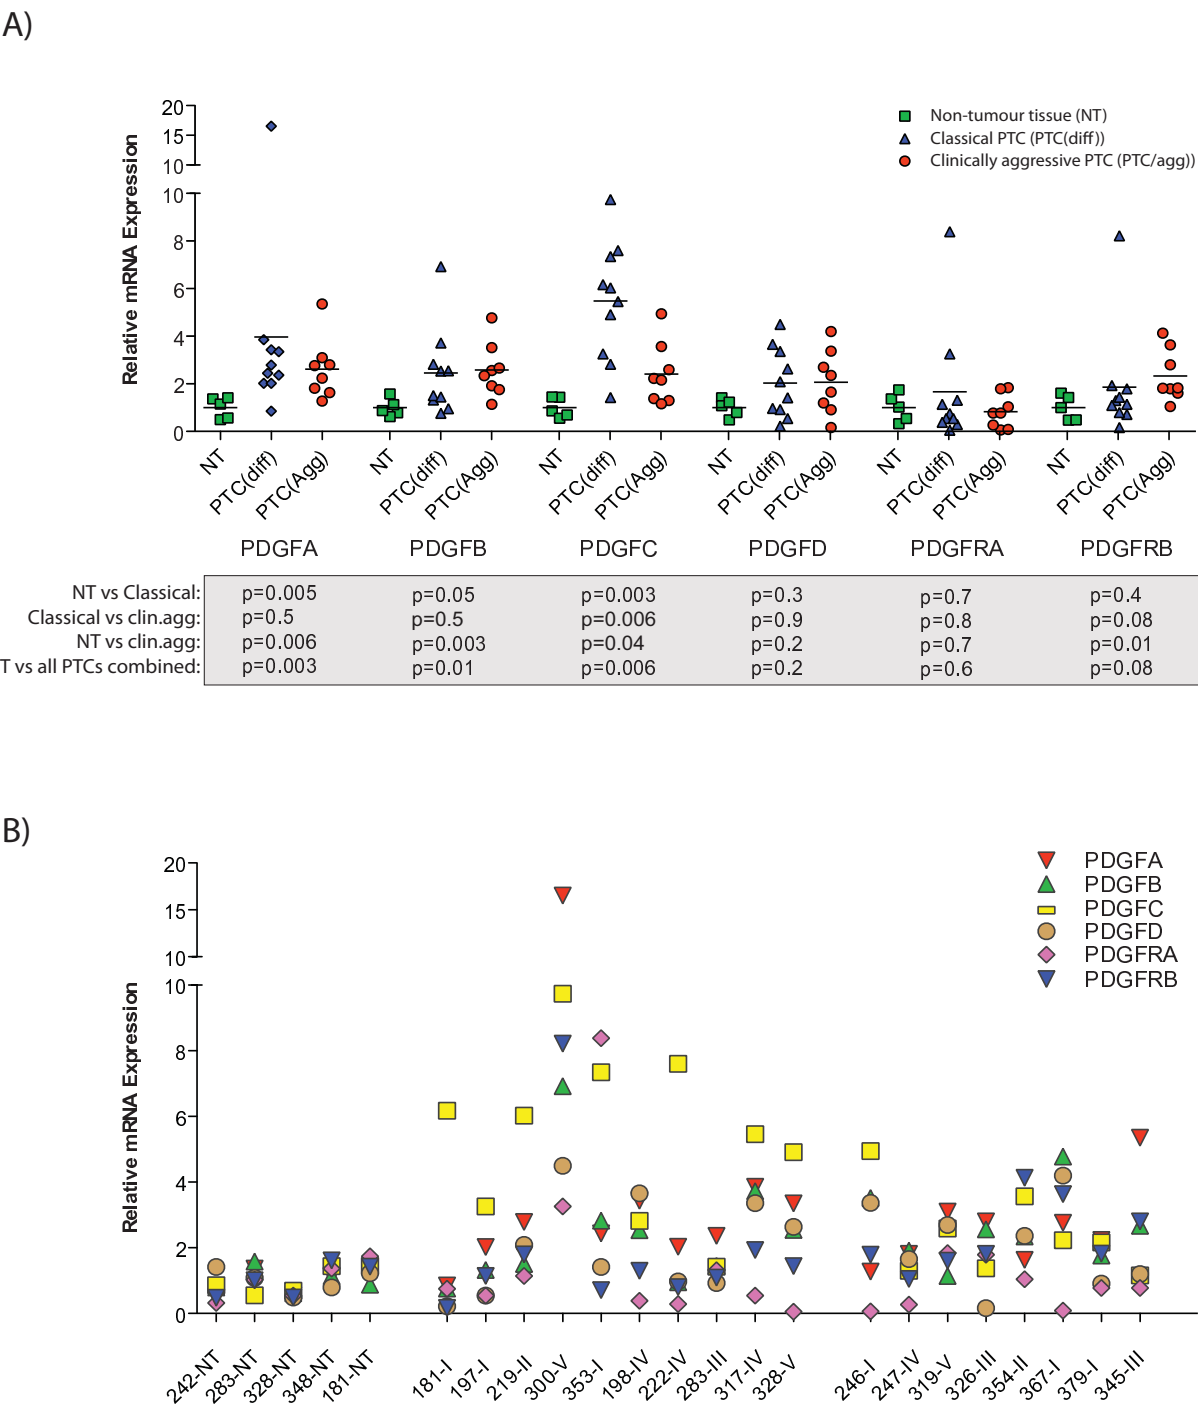 A)
20
15
10
10
8
6
4
2
0
Relative mRNA Expression
Non-tumour tissue (NT)
Classical PTC (PTC(diff))
Clinically aggressive PTC (PTC/agg))
NT PTC(diff) PTC(Agg) NT PTC(diff) PTC(Agg) NT PTC(diff) PTC(Agg) NT PTC(diff) PTC(Agg) NT PTC(diff) PTC(Agg) NT PTC(diff) PTC(Agg)
PDGFA PDGFB PDGFC PDGFD PDGFRA PDGFRB
NT vs Classical: p=0.005 p=0.05 p=0.003 p=0.3 p=0.7 p=0.4
Classical vs clin.agg: p=0.5 p=0.5 p=0.006 p=0.9 p=0.8 p=0.08
NT vs clin.agg: p=0.006 p=0.003 p=0.04 p=0.2 p=0.7 p=0.01
T vs all PTCs combined: p=0.003 p=0.01 p=0.006 p=0.2 p=0.6 p=0.08
B)
20
15
10
10
8
6
4
2
0
Relative mRNA Expression
PDGFA
PDGFB
PDGFC
PDGFD
PDGFRA
PDGFRB
242-NT 283-NT 328-NT 348-NT 181-NT 181-I 197-I 219-II 300-V 353-I 198-IV 222-IV 283-III 317-IV 328-V 246-I 247-IV 319-V 326-III 354-II 367-I 379-I 345-III